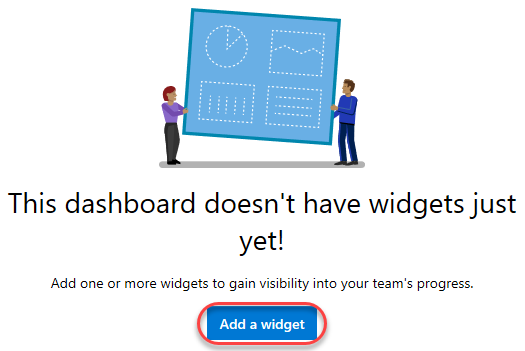 This dashboard doesn't have widgets just
yet!
Add one or more widgets to gain visibility into your team's progress.
Add a widget